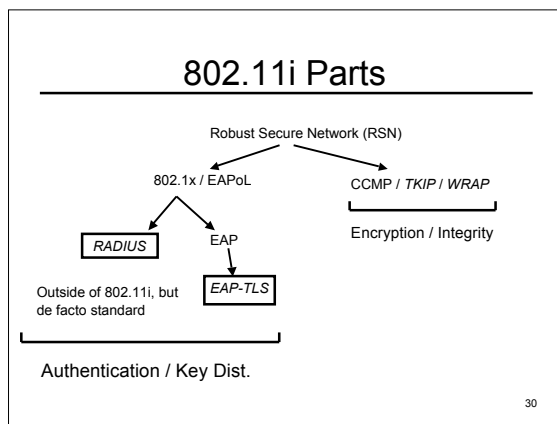 802.11i Parts
Robust Secure Network (RSN)
802.1x / EAPoL
CCMP / TKIP / WRAP
RADIUS
EAP
Encryption / Integrity
Outside of 802.11i, but
de facto standard
EAP-TLS
Authentication / Key Dist.
30